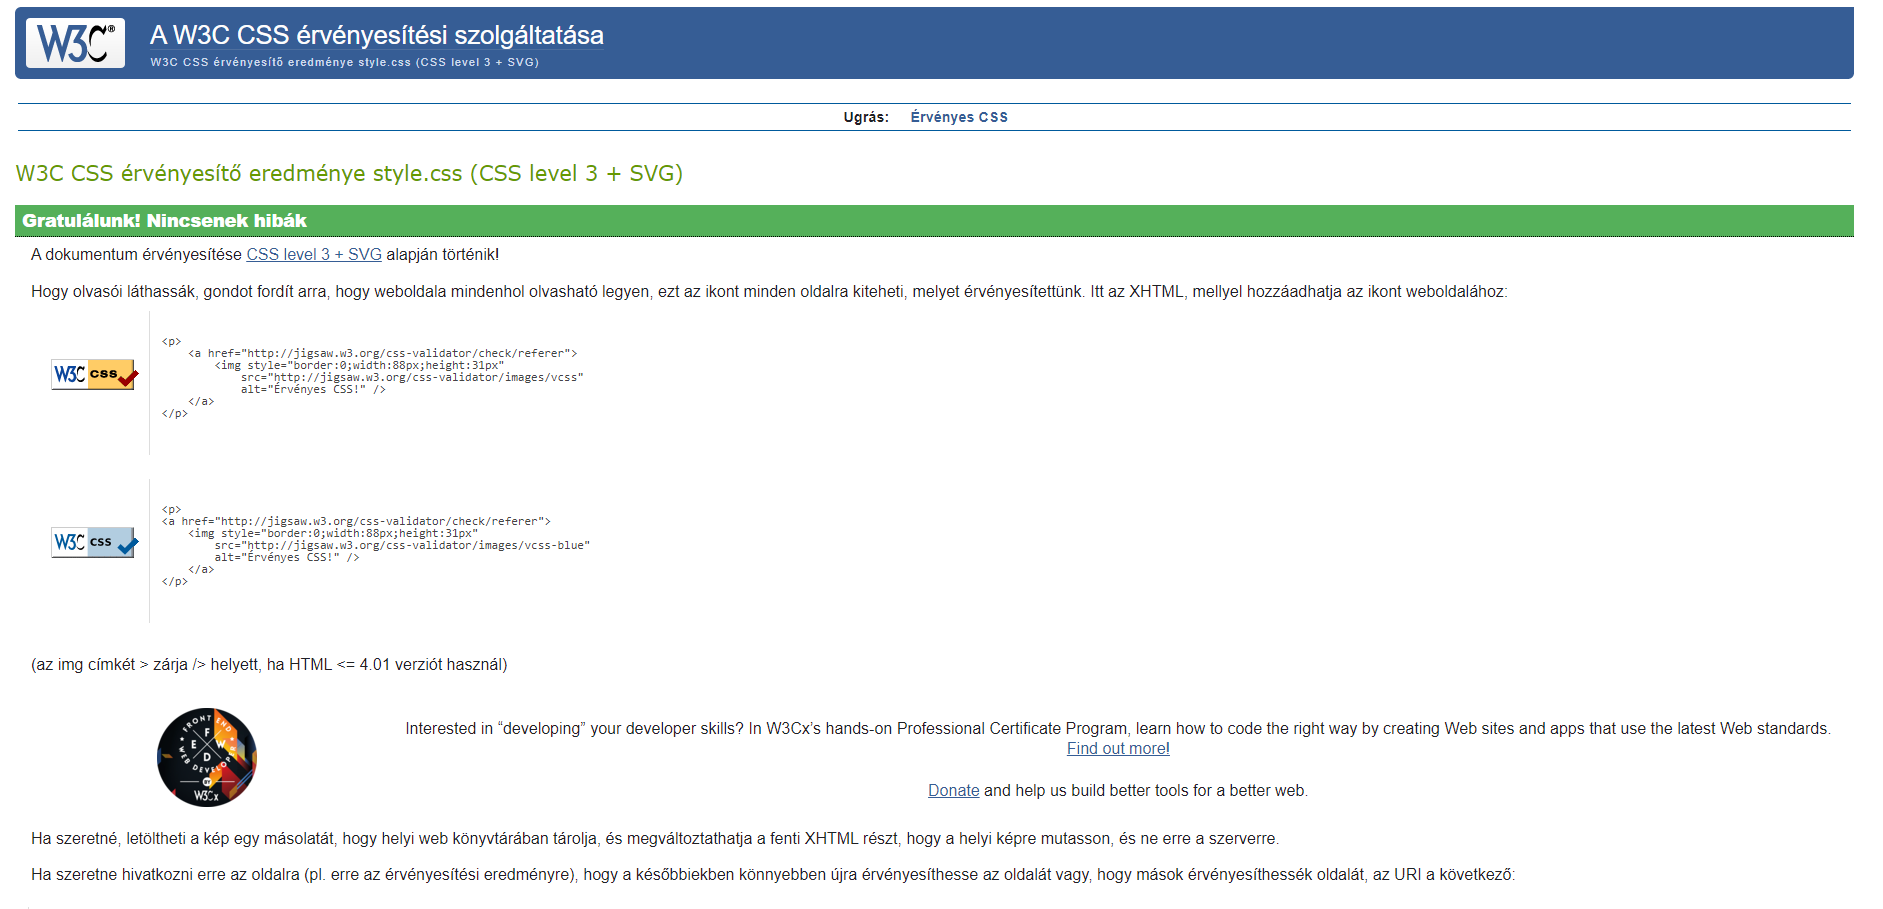 W3C®
A W3C CSS érvényesítési szolgáltatása
W3C CSS érvényesítő eredménye style.css (CSS level 3 + SVG)
Ugrás: Érvényes CSS
W3C CSS érvényesítő eredménye style.css (CSS level 3 + SVG)
Gratulálunk! Nincsenek hibák
A dokumentum érvényesítése CSS level 3 + SVG alapján történik!
Hogy olvasói láthassák, gondot fordít arra, hogy weboldala mindenhol olvasható legyen, ezt az ikont minden oldalra kiteheti, melyet érvényesítettünk. Itt az XHTML, mellyel hozzáadhatja az ikont weboldalához:
W3C css
<p>
<a href="http://jigsaw.w3.org/css-validator/check/referer">
<img style="border:0;width:88px;height:31px"
src="http://jigsaw.w3.org/css-validator/images/vcss"
alt="Érvényes CSS!" />
</a>
</p>
W3C css
<p>
<a href="http://jigsaw.w3.org/css-validator/check/referer">
<img style="border:0;width:88px;height:31px"
src="http://jigsaw.w3.org/css-validator/images/vcss-blue"
alt="Érvényes CSS!" />
</a>
</p>
(az img címkét > zárja /> helyett, ha HTML <= 4.01 verziót használ)
FRONT END
F E W D
WEB DEVELOPER
BY
W3Cx
Interested in “developing” your developer skills? In W3Cx’s hands-on Professional Certificate Program, learn how to code the right way by creating Web sites and apps that use the latest Web standards.
Find out more!
Donate and help us build better tools for a better web.
Ha szeretné, letöltheti a kép egy másolatát, hogy helyi web könyvtárában tárolja, és megváltoztathatja a fenti XHTML részt, hogy a helyi képre mutasson, és ne erre a szerverre.
Ha szeretne hivatkozni erre az oldalra (pl. erre az érvényesítési eredményre), hogy a későbbiekben könnyebben újra érvényesíthesse az oldalát vagy, hogy mások érvényesíthessék oldalát, az URI a következő: